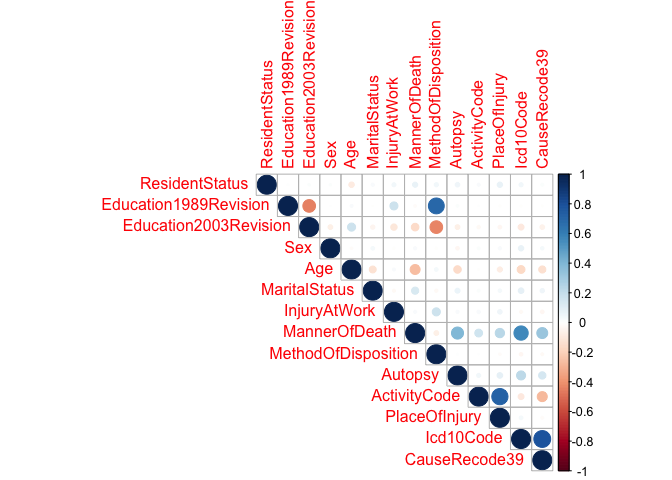 ResidentStatus
Education1989Revision
Education2003Revision
Sex
Age
MaritalStatus
InjuryAtWork
MannerOfDeath
MethodOfDisposition
Autopsy
ActivityCode
PlaceOfInjury
Icd10Code
CauseRecode39
ResidentStatus
Education1989Revision
Education2003Revision
Sex
Age
MaritalStatus
InjuryAtWork
MannerOfDeath
MethodOfDisposition
Autopsy
ActivityCode
PlaceOfInjury
Icd10Code
CauseRecode39
1
0.8
0.6
0.4
0.2
0
-0.2
-0.4
-0.6
-0.8
-1